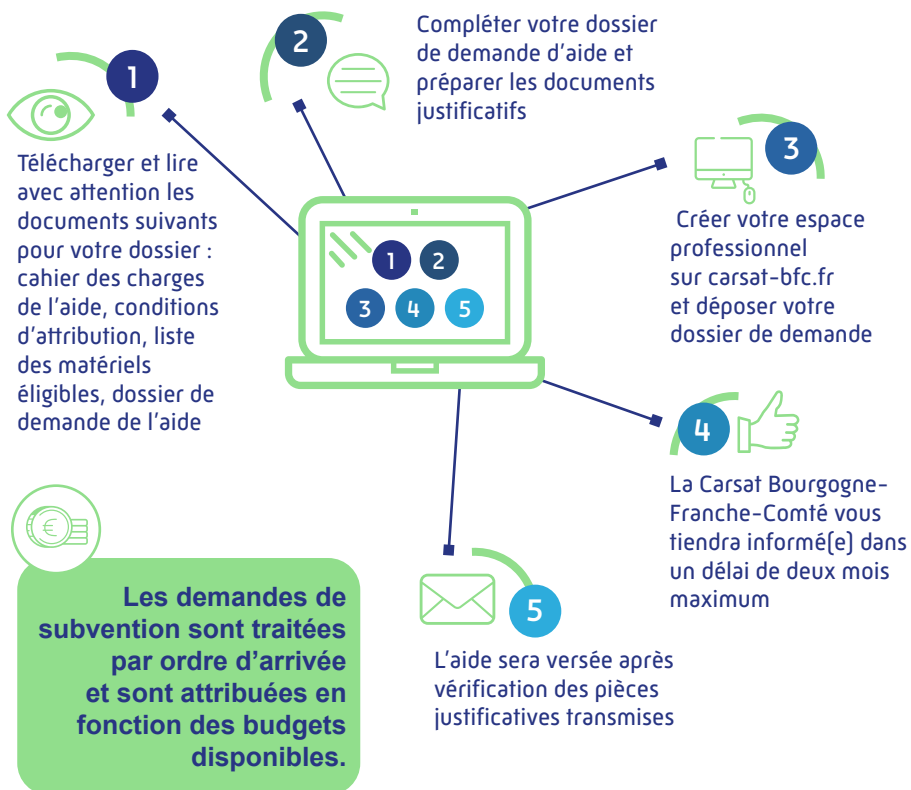 1
Télécharger et lire
avec attention les
documents suivants
pour votre dossier :
cahier des charges
de l'aide, conditions
d'attribution, liste
des matériels
éligibles, dossier de
demande de l'aide
2
Compléter votre dossier
de demande d'aide et
préparer les documents
justificatifs
3
Créer votre espace
professionnel
sur carsat-bfc.fr
et déposer votre
dossier de demande
1 2
3 4 5
4
La Carsat Bourgogne-
Franche-Comté vous
tiendra informé(e) dans
un délai de deux mois
maximum
5
L'aide sera versée après
vérification des pièces
justificatives transmises
€
Les demandes de
subvention sont traitées
par ordre d'arrivée
et sont attribuées en
fonction des budgets
disponibles.